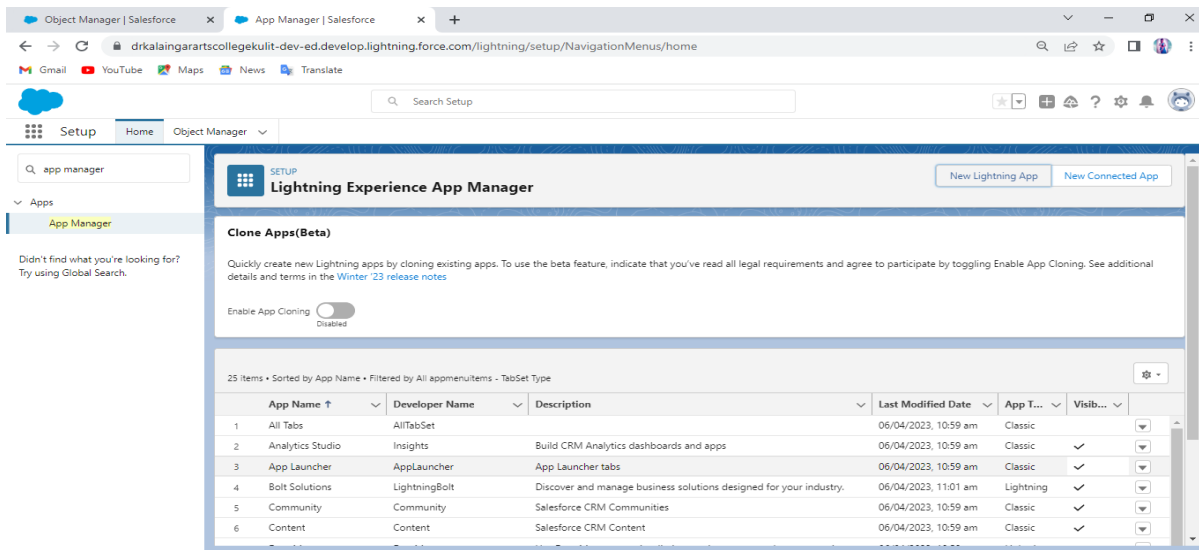 Object Manager | Salesforce × App Manager | Salesforce × +
drkalaingarartscollegekulit-dev-ed.develop.lightning.force.com/lightning/setup/NavigationMenus/home
Gmail YouTube Maps News Translate
Search Setup
Setup Home Object Manager
app manager
Apps
App Manager
Didn't find what you're looking for?
Try using Global Search.
SETUP
Lightning Experience App Manager
New Lightning App New Connected App
Clone Apps(Beta)
Quickly create new Lightning apps by cloning existing apps. To use the beta feature, indicate that you've read all legal requirements and agree to participate by toggling Enable App Cloning. See additional
details and terms in the Winter '23 release notes
Enable App Cloning
Disabled
25 items • Sorted by App Name • Filtered by All appmenuitems - TabSet Type
App Name ↑ Developer Name Description Last Modified Date App T... Visib...
1 All Tabs AllTabSet 06/04/2023, 10:59 am Classic
2 Analytics Studio Insights Build CRM Analytics dashboards and apps 06/04/2023, 10:59 am Classic ✓
3 App Launcher AppLauncher App Launcher tabs 06/04/2023, 10:59 am Classic ✓
4 Bolt Solutions LightningBolt Discover and manage business solutions designed for your industry. 06/04/2023, 11:01 am Lightning ✓
5 Community Community Salesforce CRM Communities 06/04/2023, 10:59 am Classic ✓
6 Content Content Salesforce CRM Content 06/04/2023, 10:59 am Classic ✓